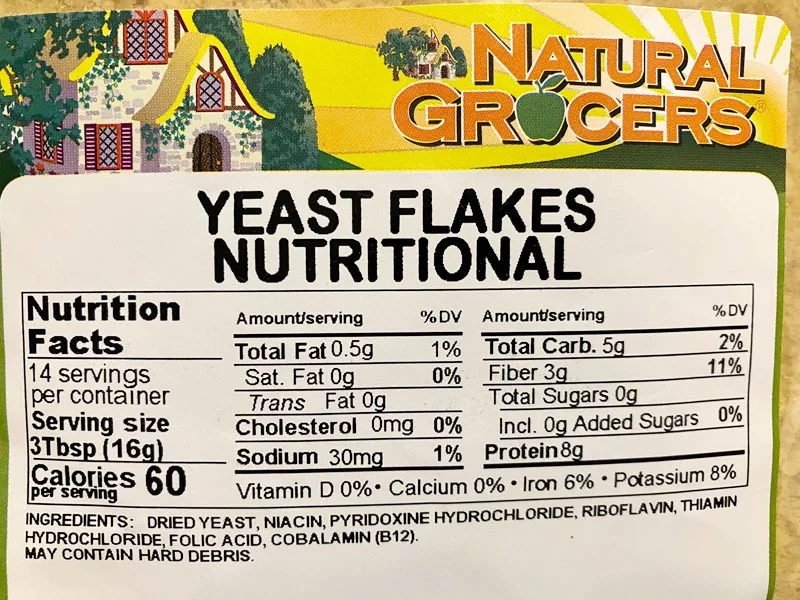 NATURAL
GROCERS®
YEAST FLAKES
NUTRITIONAL
Nutrition
Facts
14 servings
per container
Serving size
3Tbsp (16g)
Calories 60
per serving
Amount/serving %DV
Total Fat 0.5g 1%
Sat. Fat 0g 0%
Trans Fat 0g
Cholesterol 0mg 0%
Sodium 30mg 1%
Amount/serving %DV
Total Carb. 5g 2%
Fiber 3g 11%
Total Sugars 0g
Incl. 0g Added Sugars 0%
Protein 8g
Vitamin D 0% • Calcium 0% • Iron 6% • Potassium 8%
INGREDIENTS: DRIED YEAST, NIACIN, PYRIDOXINE HYDROCHLORIDE, RIBOFLAVIN, THIAMIN
HYDROCHLORIDE, FOLIC ACID, COBALAMIN (B12).
MAY CONTAIN HARD DEBRIS.